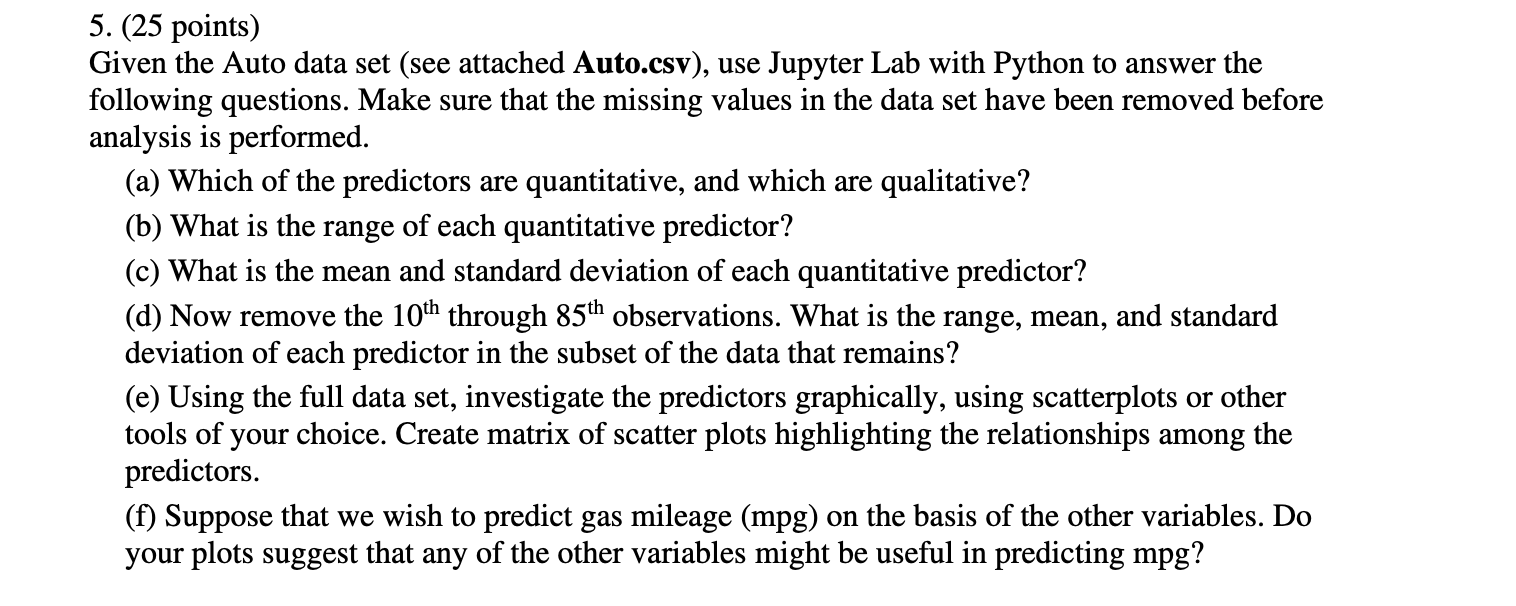 5. (25 points)
Given the Auto data set (see attached Auto.csv), use Jupyter Lab with Python to answer the
following questions. Make sure that the missing values in the data set have been removed before
analysis is performed.
(a) Which of the predictors are quantitative, and which are qualitative?
(b) What is the range of each quantitative predictor?
(c) What is the mean and standard deviation of each quantitative predictor?
(d) Now remove the 10th through 85th observations. What is the range, mean, and standard
deviation of each predictor in the subset of the data that remains?
(e) Using the full data set, investigate the predictors graphically, using scatterplots or other
tools of your choice. Create matrix of scatter plots highlighting the relationships among the
predictors.
(f) Suppose that we wish to predict gas mileage (mpg) on the basis of the other variables. Do
your plots suggest that any of the other variables might be useful in predicting mpg?